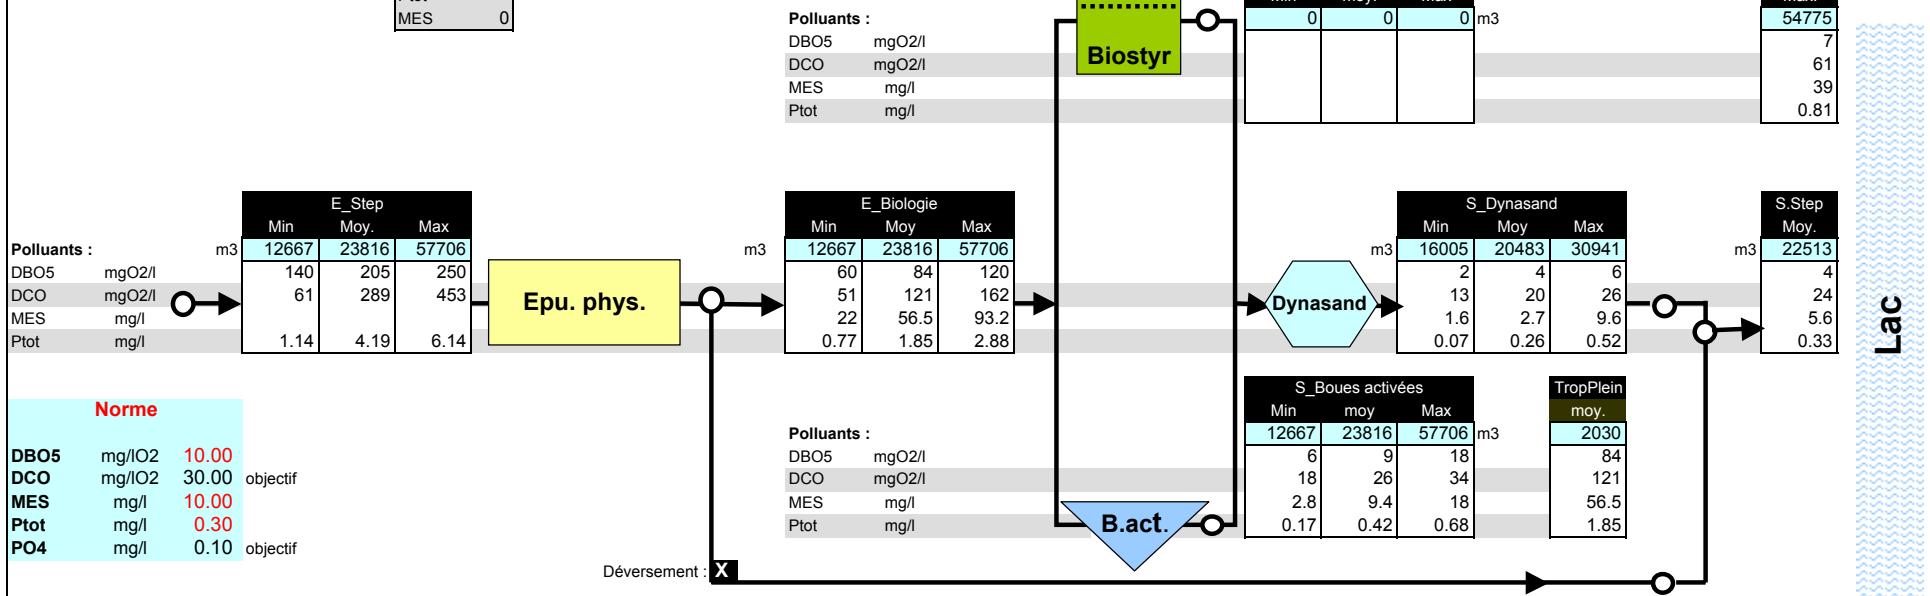 MES 0
Polluants :
DBO5 mgO2/l
DCO mgO2/l
MES mg/l
Ptot mg/l
Biostyr
0 0 0 m3
54775
7
61
39
0.81
E_Step
Min Moy. Max
Polluants : m3 12667 23816 57706
DBO5 mgO2/l 140 205 250
DCO mgO2/l 61 289 453
MES mg/l
Ptot mg/l 1.14 4.19 6.14
Epu. phys.
E_Biologie
Min Moy Max
m3 12667 23816 57706
60 84 120
51 121 162
22 56.5 93.2
0.77 1.85 2.88
Dynasand
S_Dynasand
Min Moy Max
m3 16005 20483 30941
2 4 6
13 20 26
1.6 2.7 9.6
0.07 0.26 0.52
S.Step
Moy.
m3 22513
4
24
5.6
0.33
Lac
Norme
DBO5 mg/lO2 10.00
DCO mg/lO2 30.00 objectif
MES mg/l 10.00
Ptot mg/l 0.30
PO4 mg/l 0.10 objectif
Polluants :
DBO5 mgO2/l
DCO mgO2/l
MES mg/l
Ptot mg/l
B.act.
S_Boues activées
Min moy Max
12667 23816 57706 m3
6 9 18
18 26 34
2.8 9.4 18
0.17 0.42 0.68
TropPlein
moy.
2030
84
121
56.5
1.85
Déversement : X